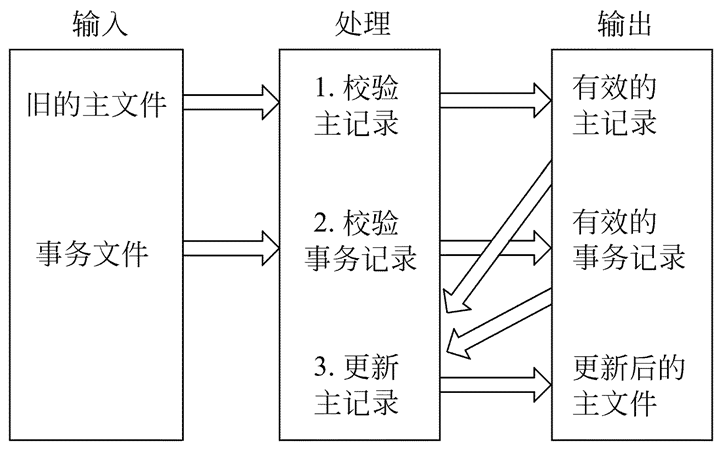 输入
旧的主文件
事务文件
处理
1. 校验
主记录
2. 校验
事务记录
3. 更新
主记录
输出
有效的
主记录
有效的
事务记录
更新后的
主文件